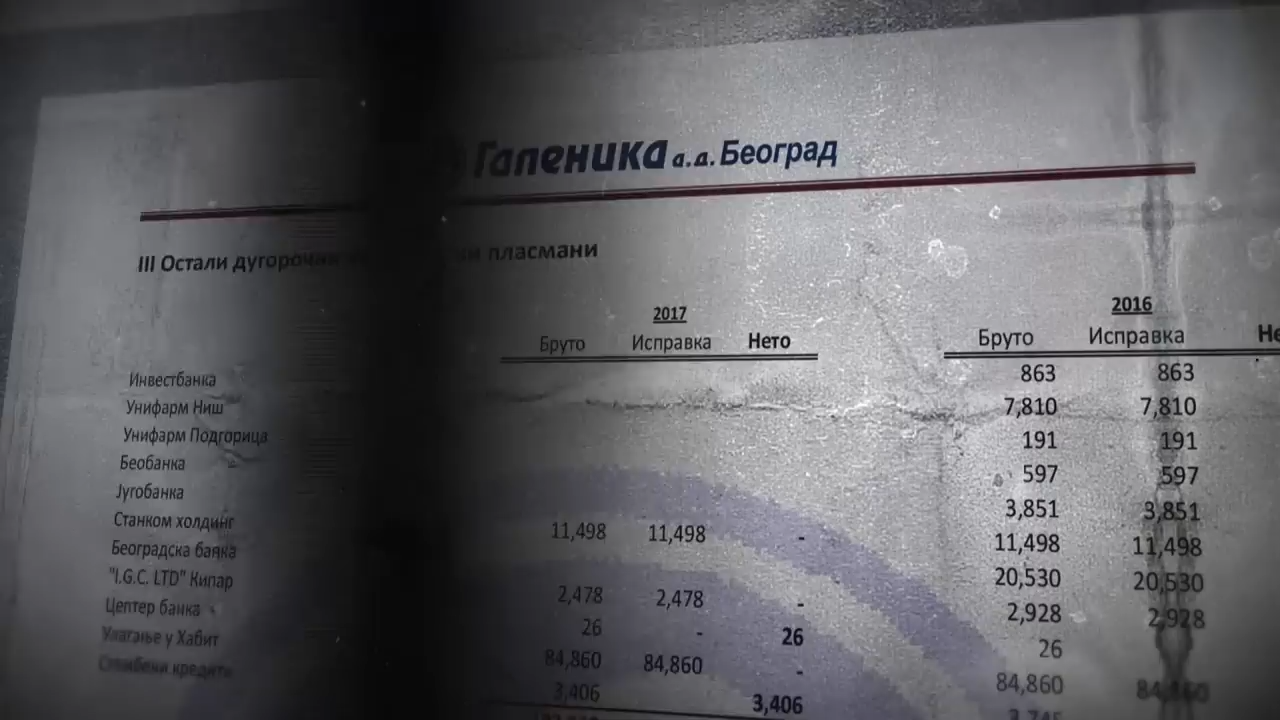 Галеника а.д. Београд
III Остали дугорочни пласмани
2017 2016
Бруто Исправка Нето Бруто Исправка
Инвестбанка 863 863
Унифарм Ниш 7,810 7,810
Унифарм Подгорица 191 191
Беобанка 597 597
Југобанка 3,851 3,851
Станком холдинг 11,498 11,498 - 11,498 11,498
Београдска банка 20,530 20,530
"I.G.C. LTD" Кипар 2,478 2,478 - 2,928 2,928
Цептер банка 26 - 26 26
Улагање у Хабит 84,860 84,860 - 84,860
Стамбени кредити 3,406 3,406